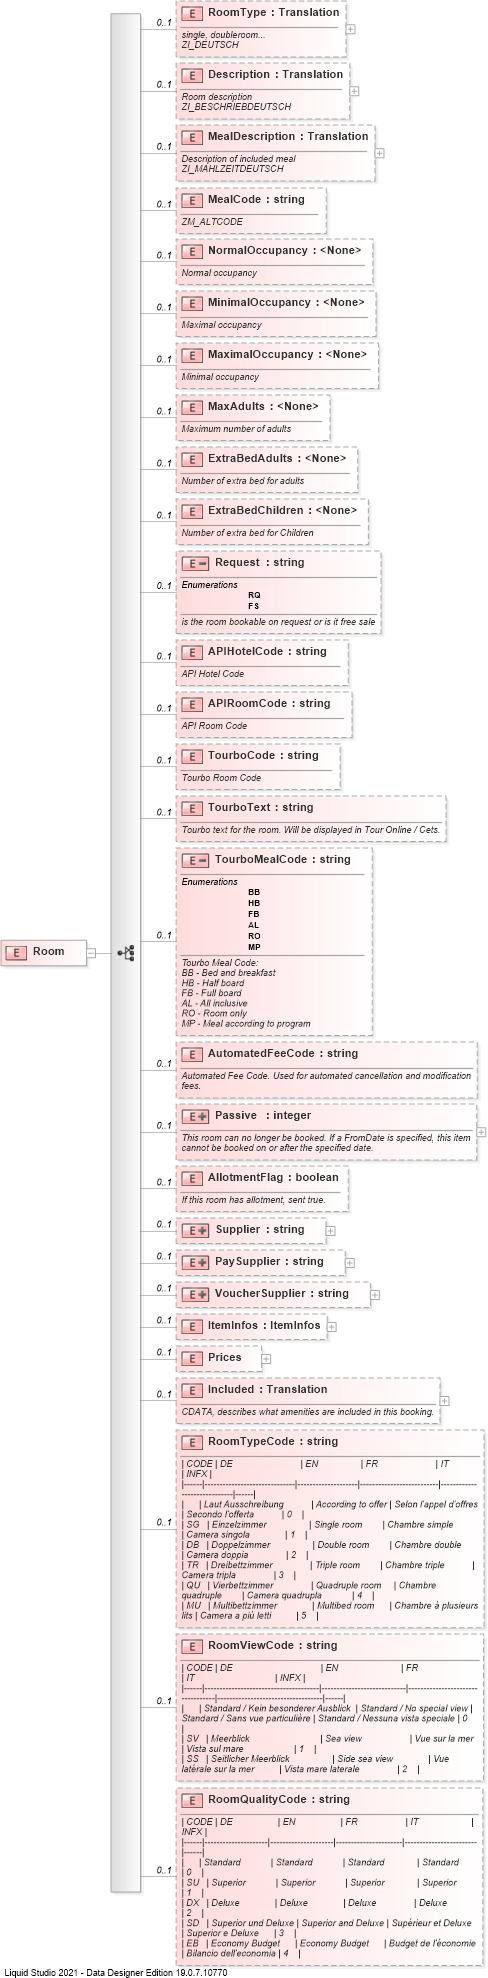 RoomType : Translation
0..1
single, doubleroom...
ZI_DEUTSCH
Description : Translation
0..1
Room description
ZI_BESCHRIEBDEUTSCH
MealDescription : Translation
0..1
Description of included meal
ZI_MAHLZEITDEUTSCH
MealCode : string
0..1
ZM_ALTCODE
NormalOccupancy : <None>
0..1
Normal occupancy
MinimalOccupancy : <None>
0..1
Maximal occupancy
MaximalOccupancy : <None>
0..1
Minimal occupancy
MaxAdults : <None>
0..1
Maximum number of adults
ExtraBedAdults : <None>
0..1
Number of extra bed for adults
ExtraBedChildren : <None>
0..1
Number of extra bed for Children
Request : string
0..1
Enumerations
RQ
FS
is the room bookable on request or is it free sale
APIHotelCode : string
0..1
API Hotel Code
APIRoomCode : string
0..1
API Room Code
TourboCode : string
0..1
Tourbo Room Code
TourboText : string
0..1
Tourbo text for the room. Will be displayed in Tour Online / Cets.
TourboMealCode : string
Enumerations
BB
HB
FB
AL
RO
MP
0..1
Tourbo Meal Code:
BB - Bed and breakfast
HB - Half board
FB - Full board
AL - All inclusive
RO - Room only
MP - Meal according to program
Room
AutomatedFeeCode : string
0..1
Automated Fee Code. Used for automated cancellation and modification
fees.
Passive : integer
0..1
This room can no longer be booked. If a FromDate is specified, this item
cannot be booked on or after the specified date.
AllotmentFlag : boolean
0..1
If this room has allotment, sent true.
0..1
Supplier : string
0..1
PaySupplier : string
0..1
VoucherSupplier : string
0..1
ItemInfos : ItemInfos
0..1
Prices
Included : Translation
0..1
CDATA, describes what amenities are included in this booking.
RoomTypeCode : string
| CODE | DE | EN | FR | IT
| INFX |
| | Laut Ausschreibung | According to offer | Selon l'appel d'offres
| Secondo l'offerta | 0 |
0..1
| SG | Einzelzimmer | Single room | Chambre simple
| Camera singola | 1 |
| DB | Doppelzimmer | Double room | Chambre double
| Camera doppia | 2 |
| TR | Dreibettzimmer | Triple room | Chambre triple |
Camera tripla | 3 |
| QU | Vierbettzimmer | Quadruple room | Chambre
quadruple | Camera quadrupla | 4 |
| MU | Multibettzimmer | Multibed room | Chambre à plusieurs
lits | Camera a più letti | 5 |
RoomViewCode : string
| CODE | DE | EN | FR
| IT | INFX |
| | Standard / Kein besonderer Ausblick | Standard / No special view |
0..1
Standard / Sans vue particulière | Standard / Nessuna vista speciale | 0
|
| SV | Meerblick | Sea view | Vue sur la mer
| Vista sul mare | 1 |
| SS | Seitlicher Meerblick | Side sea view | Vue
latérale sur la mer | Vista mare laterale | 2 |
RoomQualityCode : string
| CODE | DE | EN | FR | IT |
INFX |
| | Standard | Standard | Standard | Standard
0..1
| 0 |
| SU | Superior | Superior | Superior | Superior
| 1 |
| DX | Deluxe | Deluxe | Deluxe | Deluxe
| 2 |
| SD | Superior und Deluxe | Superior and Deluxe | Supérieur et Deluxe
| Superior e Deluxe | 3 |
| EB | Economy Budget | Economy Budget | Budget de l'économie
| Bilancio dell'economia | 4 |
Liquid Studio 2021 - Data Designer Edition 19.0.7.10770